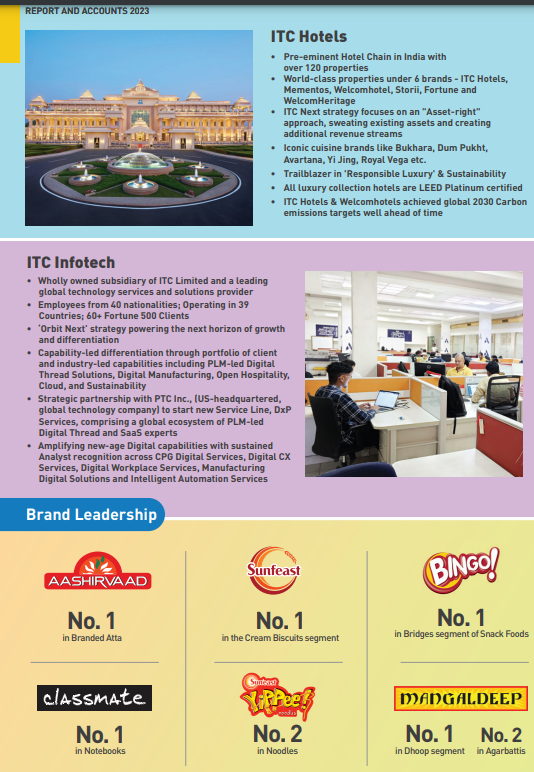 REPORT AND ACCOUNTS 2023
ITC Hotels
• Pre-eminent Hotel Chain in India with
over 120 properties
• World-class properties under 6 brands - ITC Hotels,
Mementos, Welcomhotel, Storii, Fortune and
WelcomHeritage
• ITC Next strategy focuses on an "Asset-right"
approach, sweating existing assets and creating
additional revenue streams
• Iconic cuisine brands like Bukhara, Dum Pukht,
Avartana, Yi Jing, Royal Vega etc.
• Trailblazer in 'Responsible Luxury' & Sustainability
• All luxury collection hotels are LEED Platinum certified
• ITC Hotels & Welcomhotels achieved global 2030 Carbon
emissions targets well ahead of time
ITC Infotech
• Wholly owned subsidiary of ITC Limited and a leading
global technology services and solutions provider
• Employees from 40 nationalities; Operating in 39
Countries; 60+ Fortune 500 Clients
• ‘Orbit Next’ strategy powering the next horizon of growth
and differentiation
• Capability-led differentiation through portfolio of client
and industry-led capabilities including PLM-led Digital
Thread Solutions, Digital Manufacturing, Open Hospitality,
Cloud, and Sustainability
• Strategic partnership with PTC Inc., (US-headquartered,
global technology company) to start new Service Line, DxP
Services, comprising a global ecosystem of PLM-led
Digital Thread and SaaS experts
• Amplifying new-age Digital capabilities with sustained
Analyst recognition across CPG Digital Services, Digital CX
Services, Digital Workplace Services, Manufacturing
Digital Solutions and Intelligent Automation Services
Brand Leadership
AASHIRVAAD
No. 1
in Branded Atta
Sunfeast
No. 1
in the Cream Biscuits segment
BINGO!
No. 1
in Bridges segment of Snack Foods
classmate
No. 1
in Notebooks
Sunfeast
YiPPee!
noodles
No. 2
in Noodles
MANGALDEEP
No. 1
in Dhoop segment
No. 2
in Agarbattis